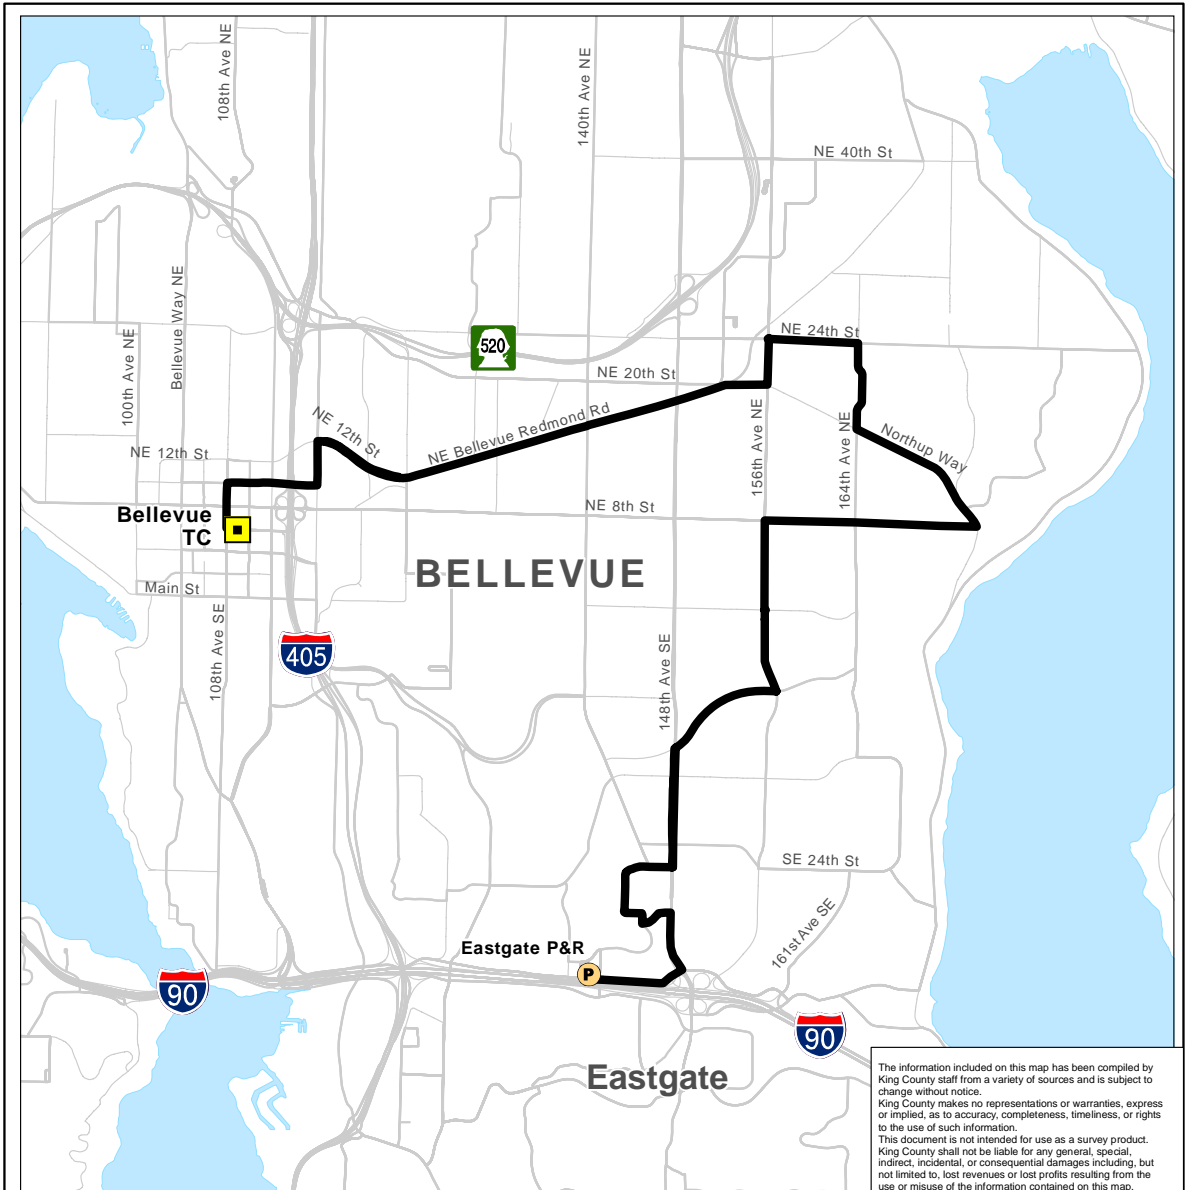 108th Ave NE
140th Ave NE
NE 40th St
Bellevue Way NE
100th Ave NE
520
NE 24th St
NE 20th St
NE 12th St
NE Bellevue Redmond Rd
NE 12th St
156th Ave NE
164th Ave NE
Northup Way
NE 8th St
Bellevue
TC
BELLEVUE
Main St
108th Ave SE
405
148th Ave SE
SE 24th St
161st Ave SE
Eastgate P&R
P
90
90
Eastgate
The information included on this map has been compiled by
King County staff from a variety of sources and is subject to
change without notice.
King County makes no representations or warranties, express
or implied, as to accuracy, completeness, timeliness, or rights
to the use of such information.
This document is not intended for use as a survey product.
King County shall not be liable for any general, special,
indirect, incidental, or consequential damages including, but
not limited to, lost revenues or lost profits resulting from the
use or misuse of the information contained on this map.